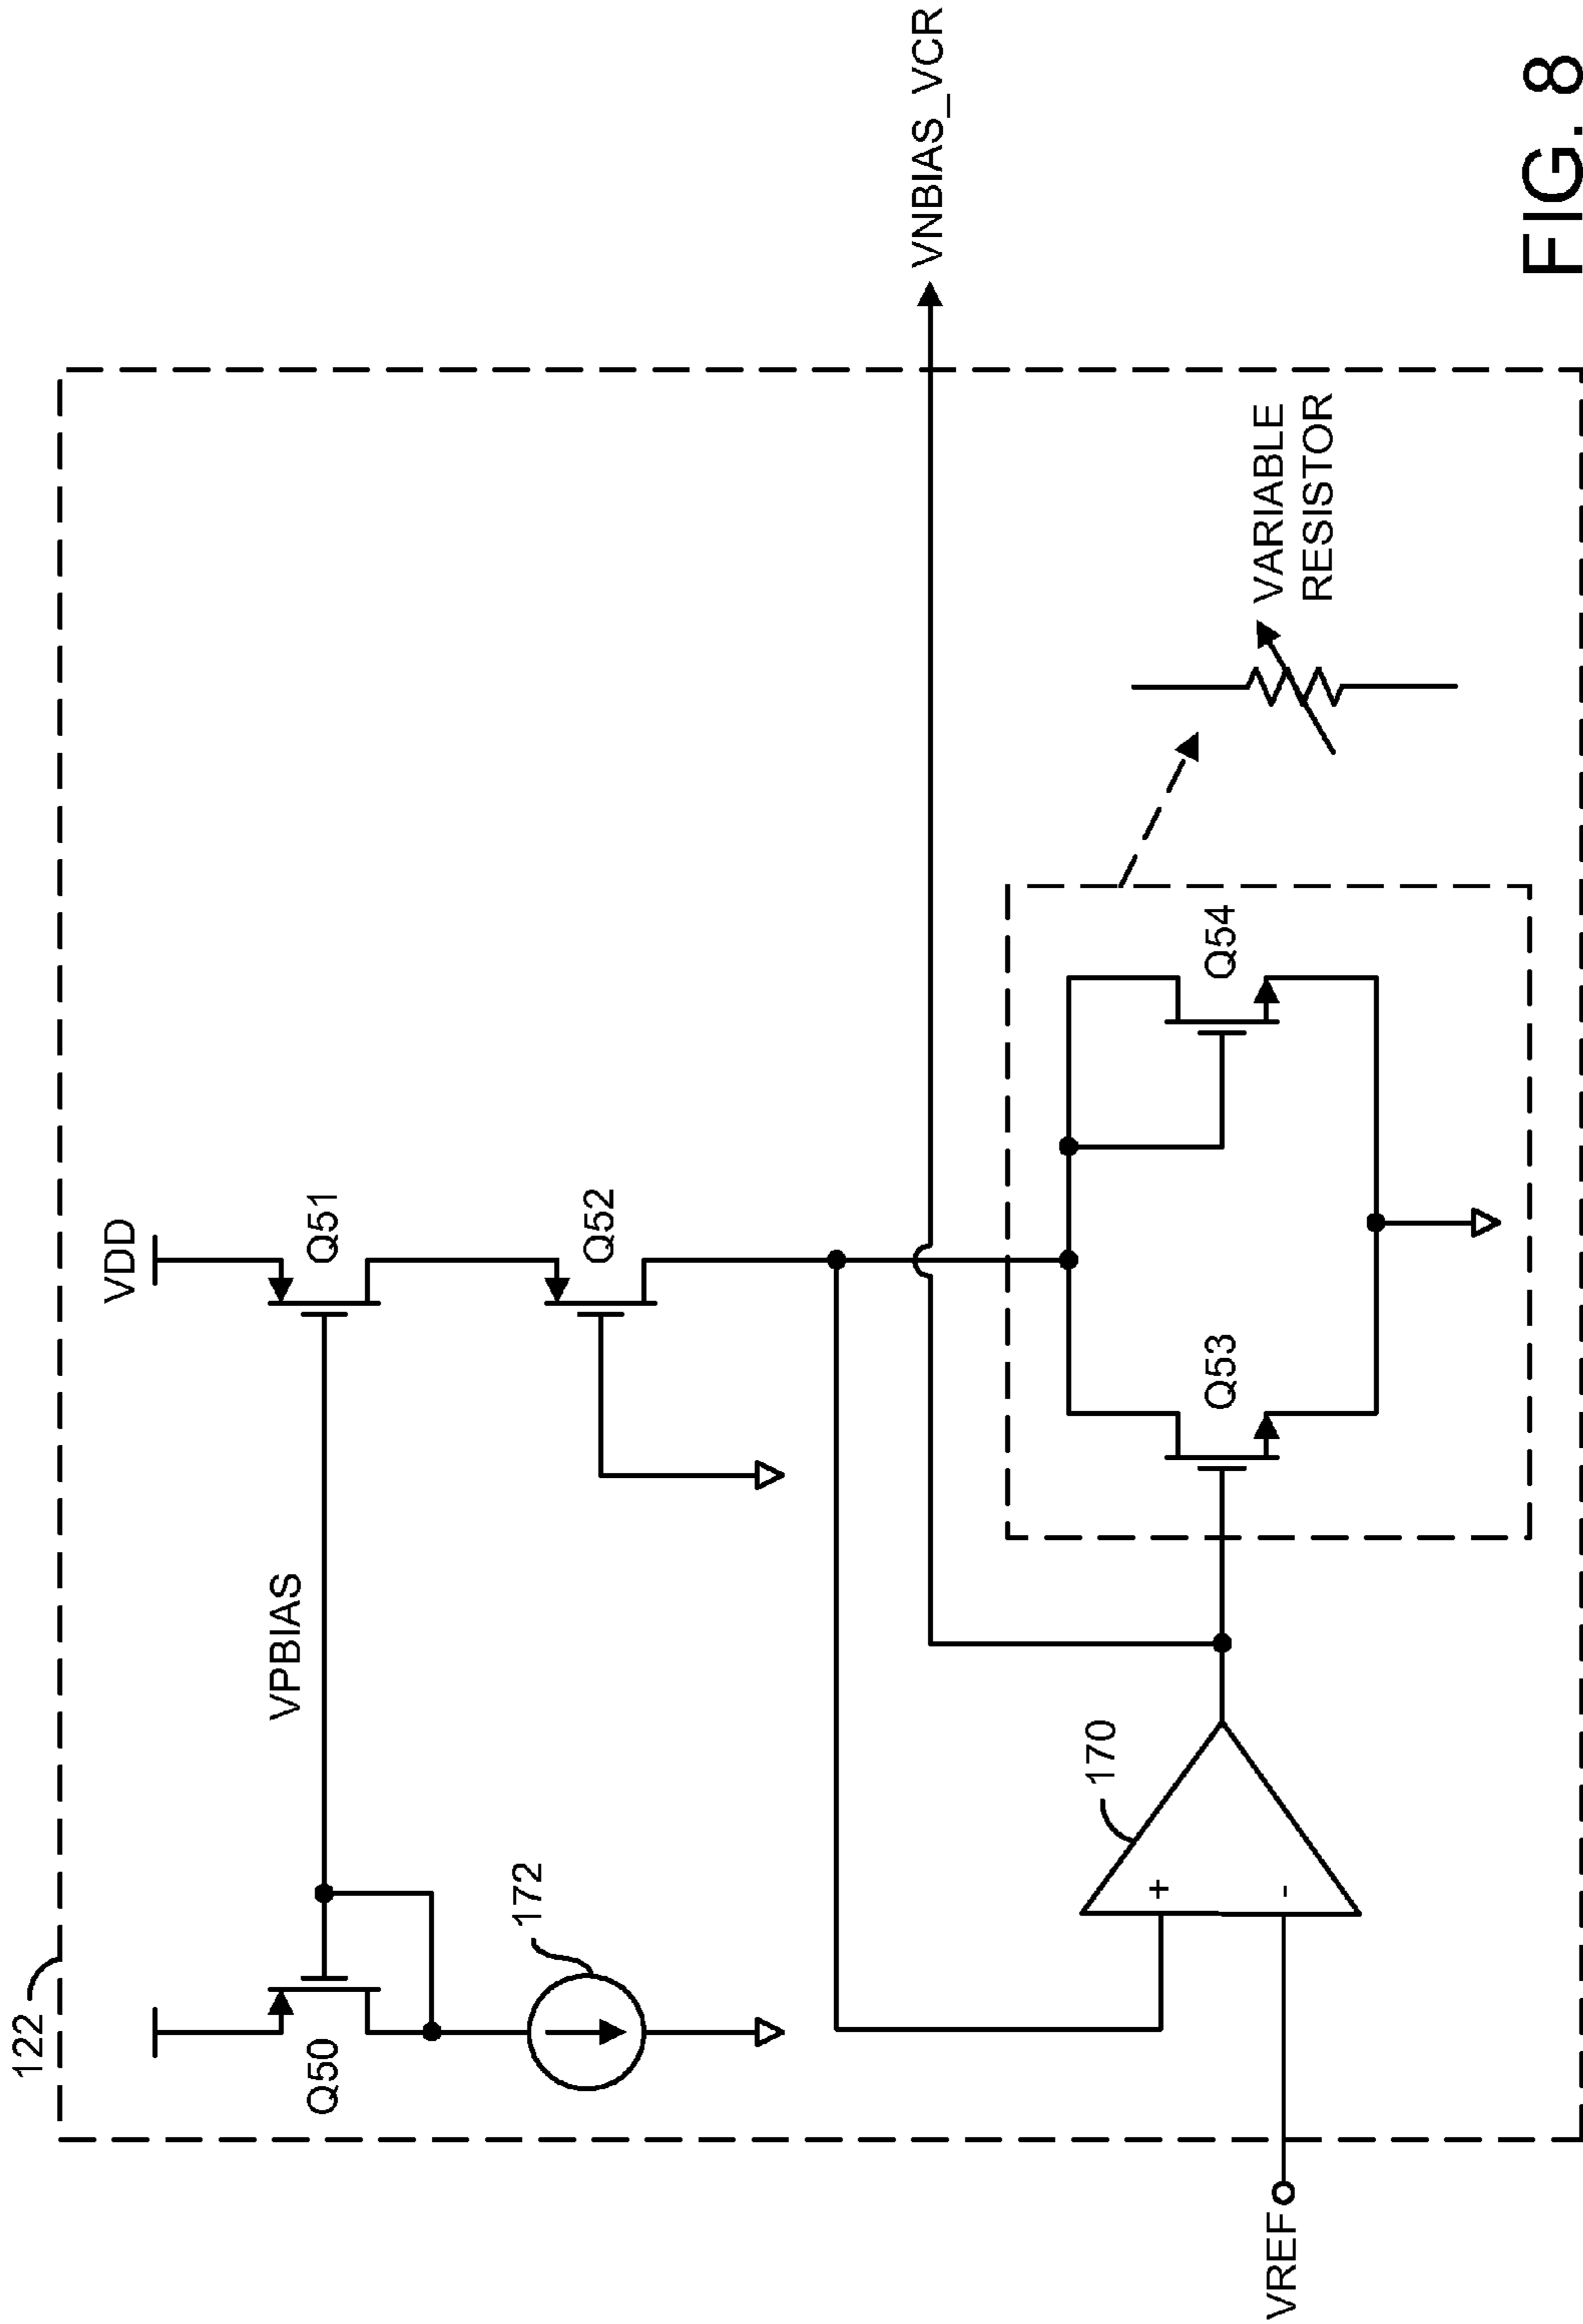 122
VDD
Q50
VPBIAS
Q51
172
Q52
VNBIAS_VCR
170
+
-
VREF
Q53
Q54
VARIABLE
RESISTOR
FIG. 8